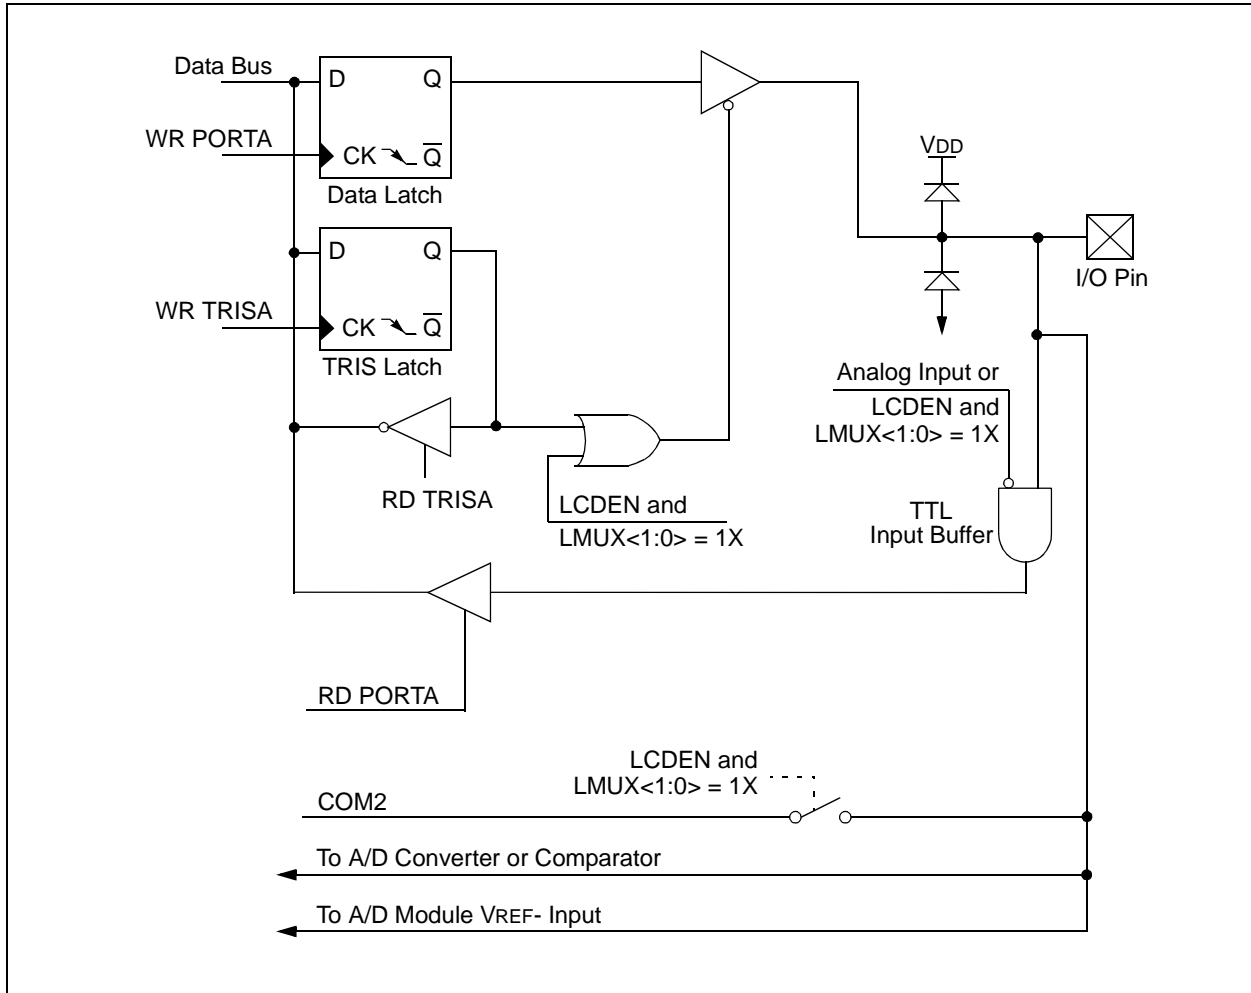 Data Bus
D Q
WR PORTA
CK Q̅
Data Latch
VDD
D Q
I/O Pin
WR TRISA
CK Q̅
TRIS Latch
Analog Input or
LCDEN and
LMUX<1:0> = 1X
RD TRISA
LCDEN and
LMUX<1:0> = 1X
TTL
Input Buffer
RD PORTA
LCDEN and
LMUX<1:0> = 1X
COM2
To A/D Converter or Comparator
To A/D Module VREF- Input